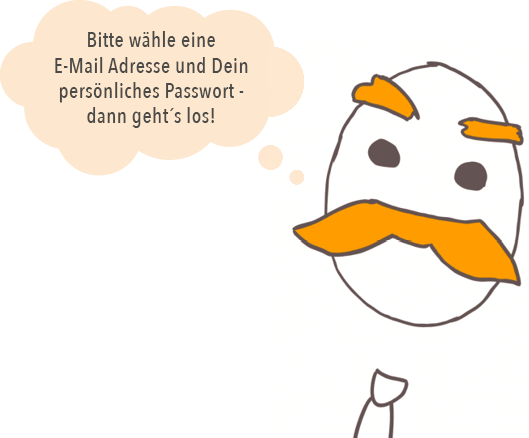 Bitte wähle eine
E-Mail Adresse und Dein
persönliches Passwort -
dann geht´s los!